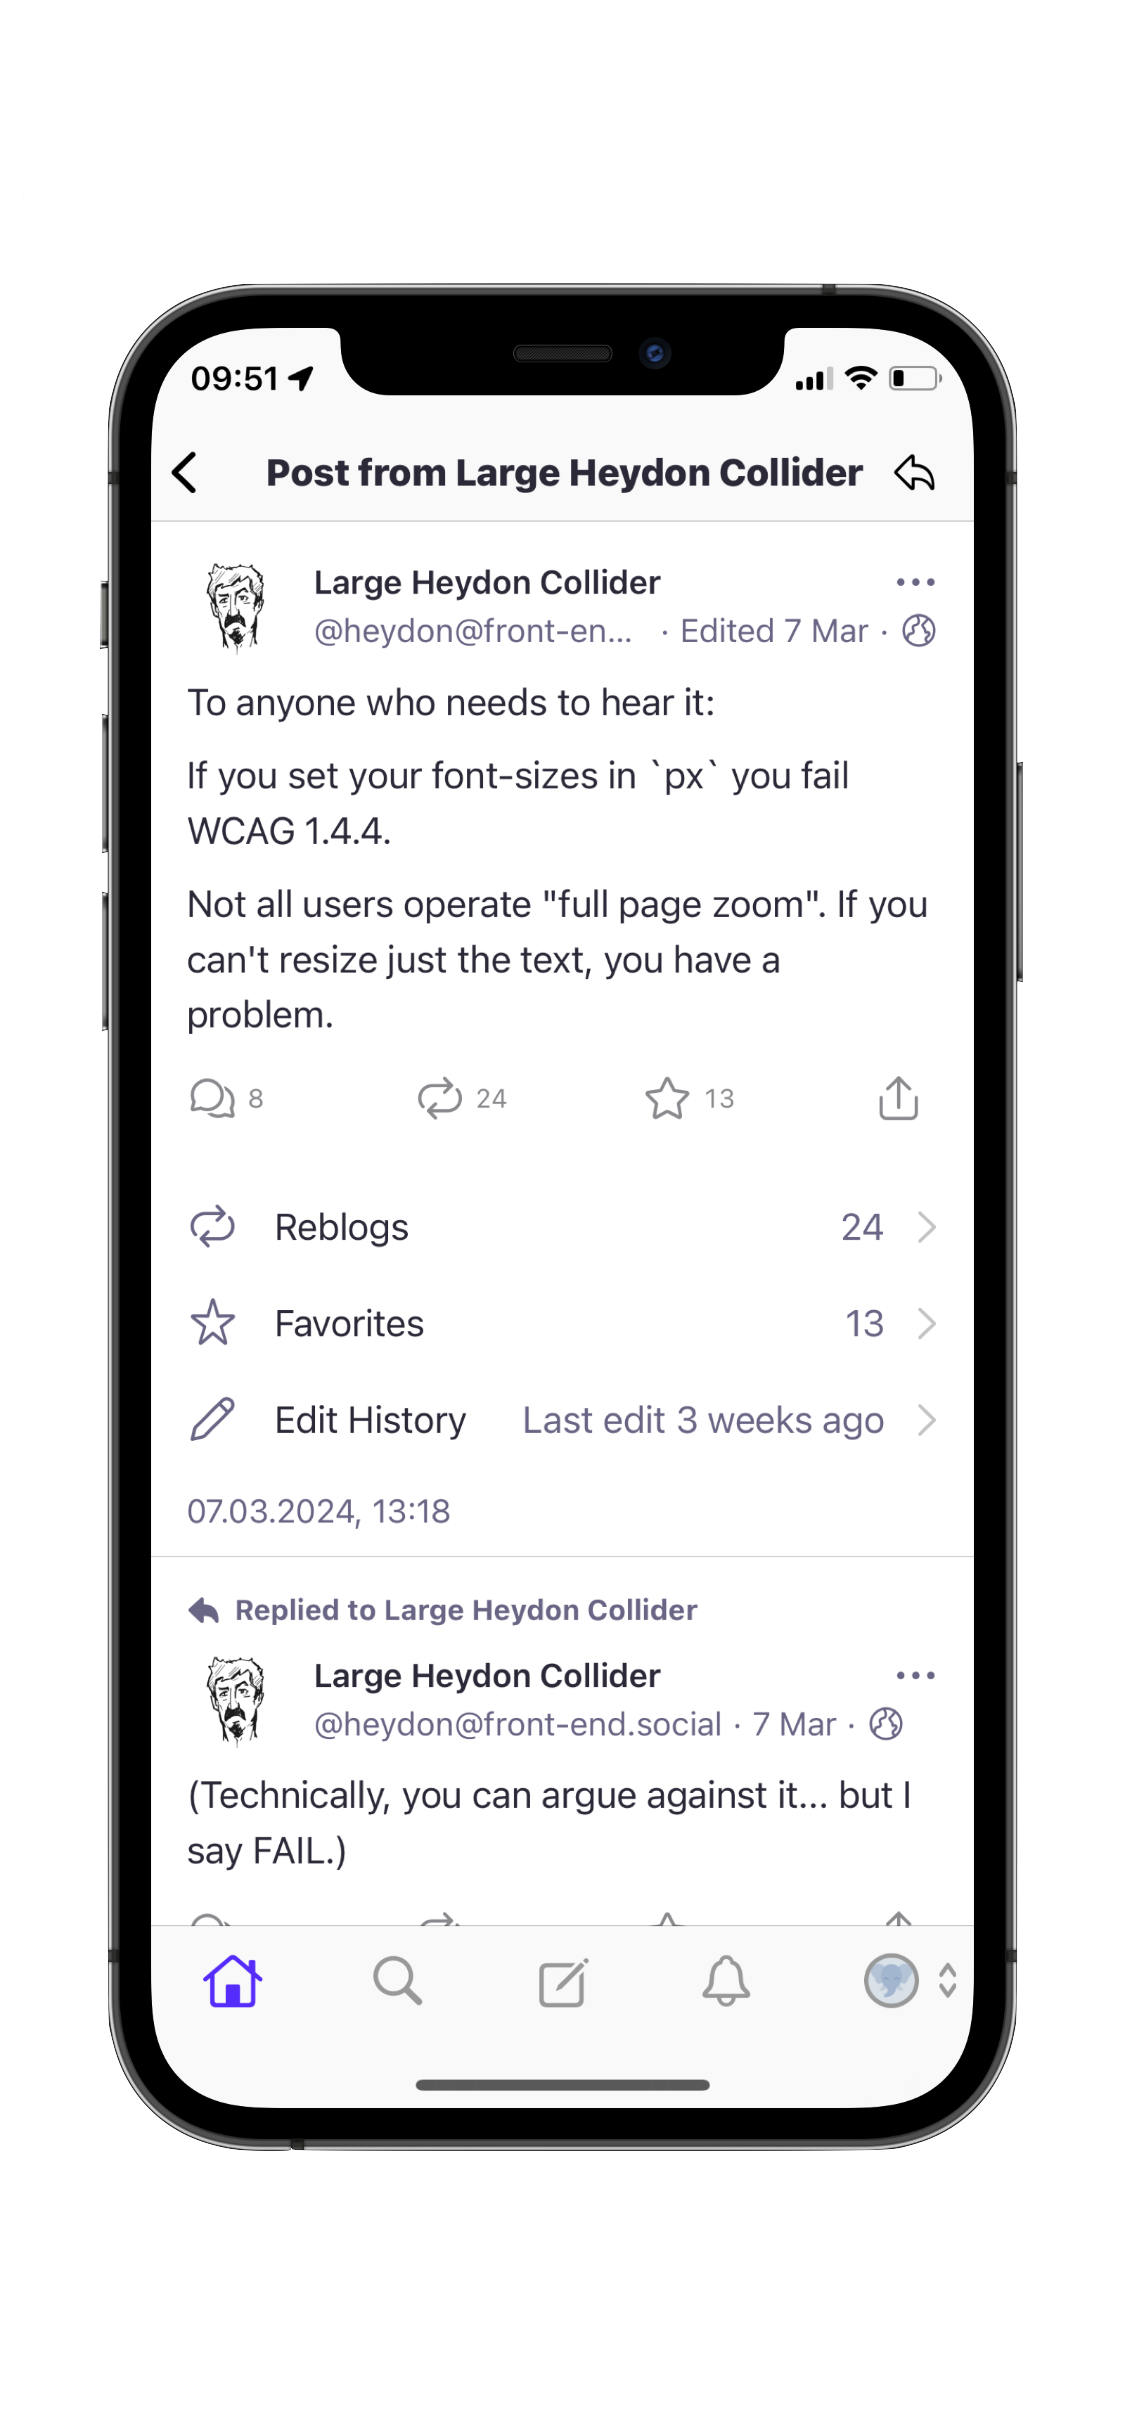 09:51
Post from Large Heydon Collider
Large Heydon Collider
@heydon@front-en... · Edited 7 Mar ·
To anyone who needs to hear it:
If you set your font-sizes in `px` you fail
WCAG 1.4.4.
Not all users operate "full page zoom". If you
can't resize just the text, you have a
problem.
8 24 13
Reblogs 24
Favorites 13
Edit History Last edit 3 weeks ago
07.03.2024, 13:18
Replied to Large Heydon Collider
Large Heydon Collider
@heydon@front-end.social · 7 Mar ·
(Technically, you can argue against it... but I
say FAIL.)